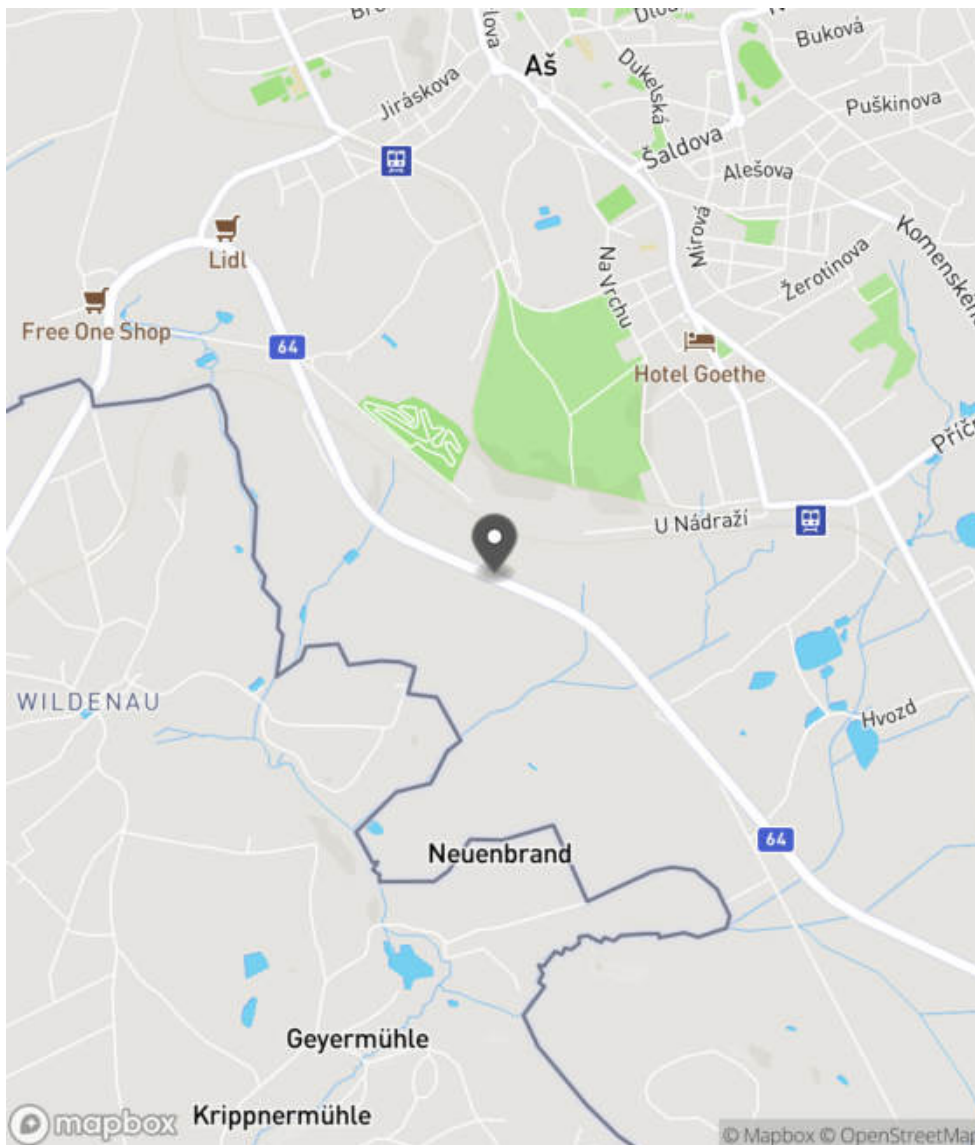 Aš
Buková
Dukelská
Jiráskova
Puškinova
Šaldova
Alešova
Mírová
Komenského
Lidl
Na Vrchu
Žerotínova
Free One Shop
64
Hotel Goethe
U Nádraží
WILDENAU
Hvozd
Neuenbrand
64
Geyermühle
Krippnermühle
mapbox
© Mapbox © OpenStreetMap